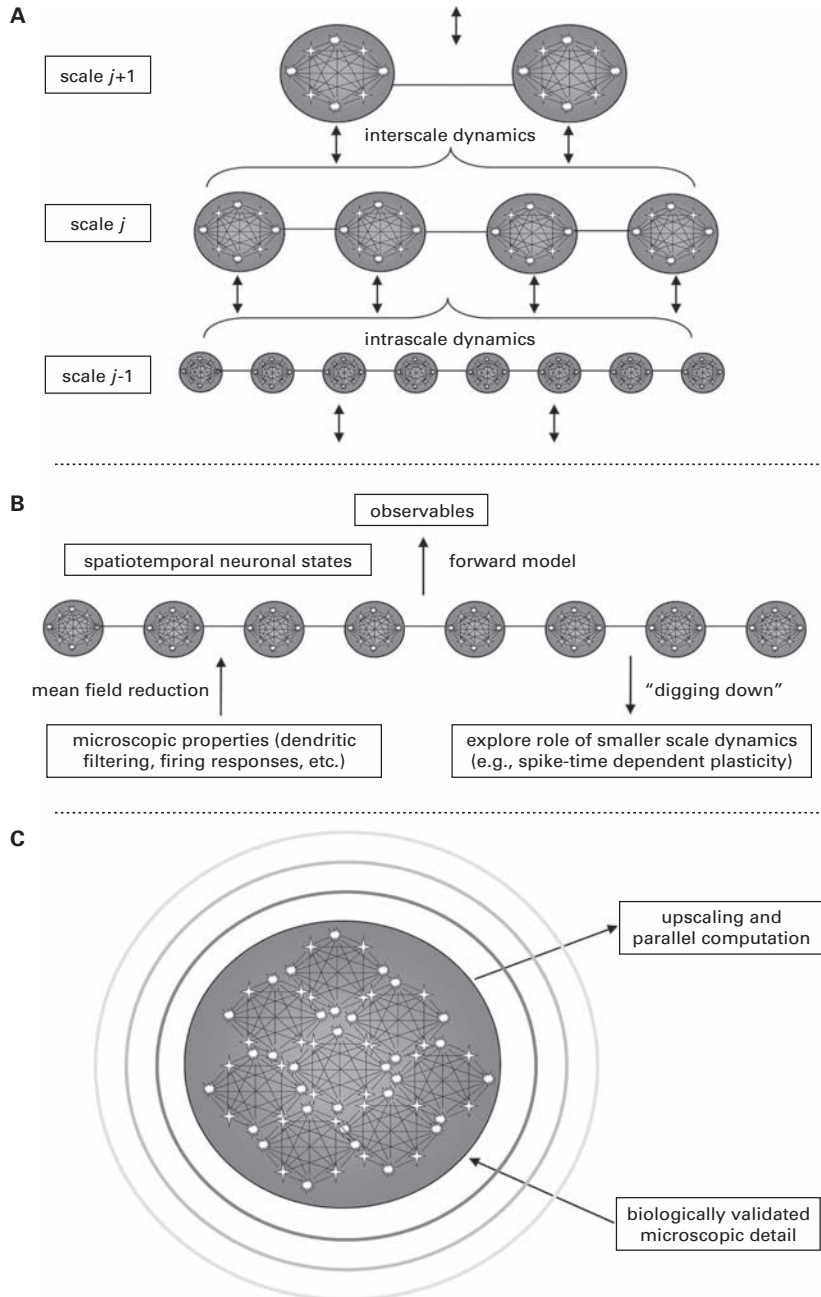 A
scale j+1
interscale dynamics
scale j
intrascale dynamics
scale j-1
B
observables
spatiotemporal neuronal states
forward model
mean field reduction
“digging down”
microscopic properties (dendritic
filtering, firing responses, etc.)
explore role of smaller scale dynamics
(e.g., spike-time dependent plasticity)
C
upscaling and
parallel computation
biologically validated
microscopic detail